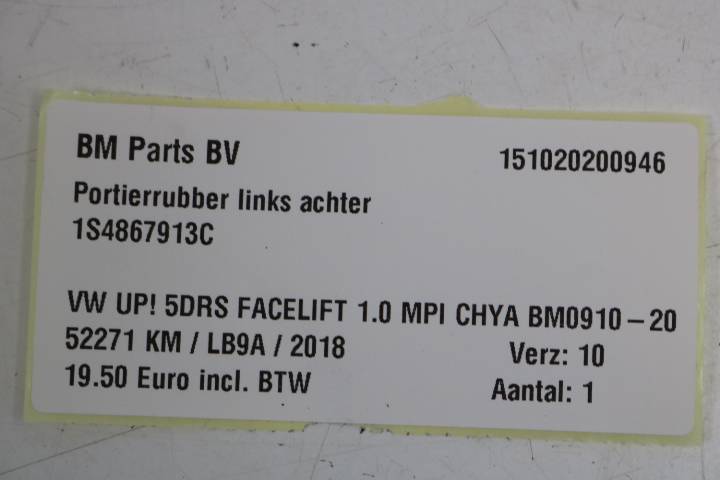 BM Parts BV 151020200946
Portierrubber links achter
1S4867913C
VW UP! 5DRS FACELIFT 1.0 MPI CHYA BM0910-20
52271 KM / LB9A / 2018 Verz: 10
19.50 Euro incl. BTW Aantal: 1